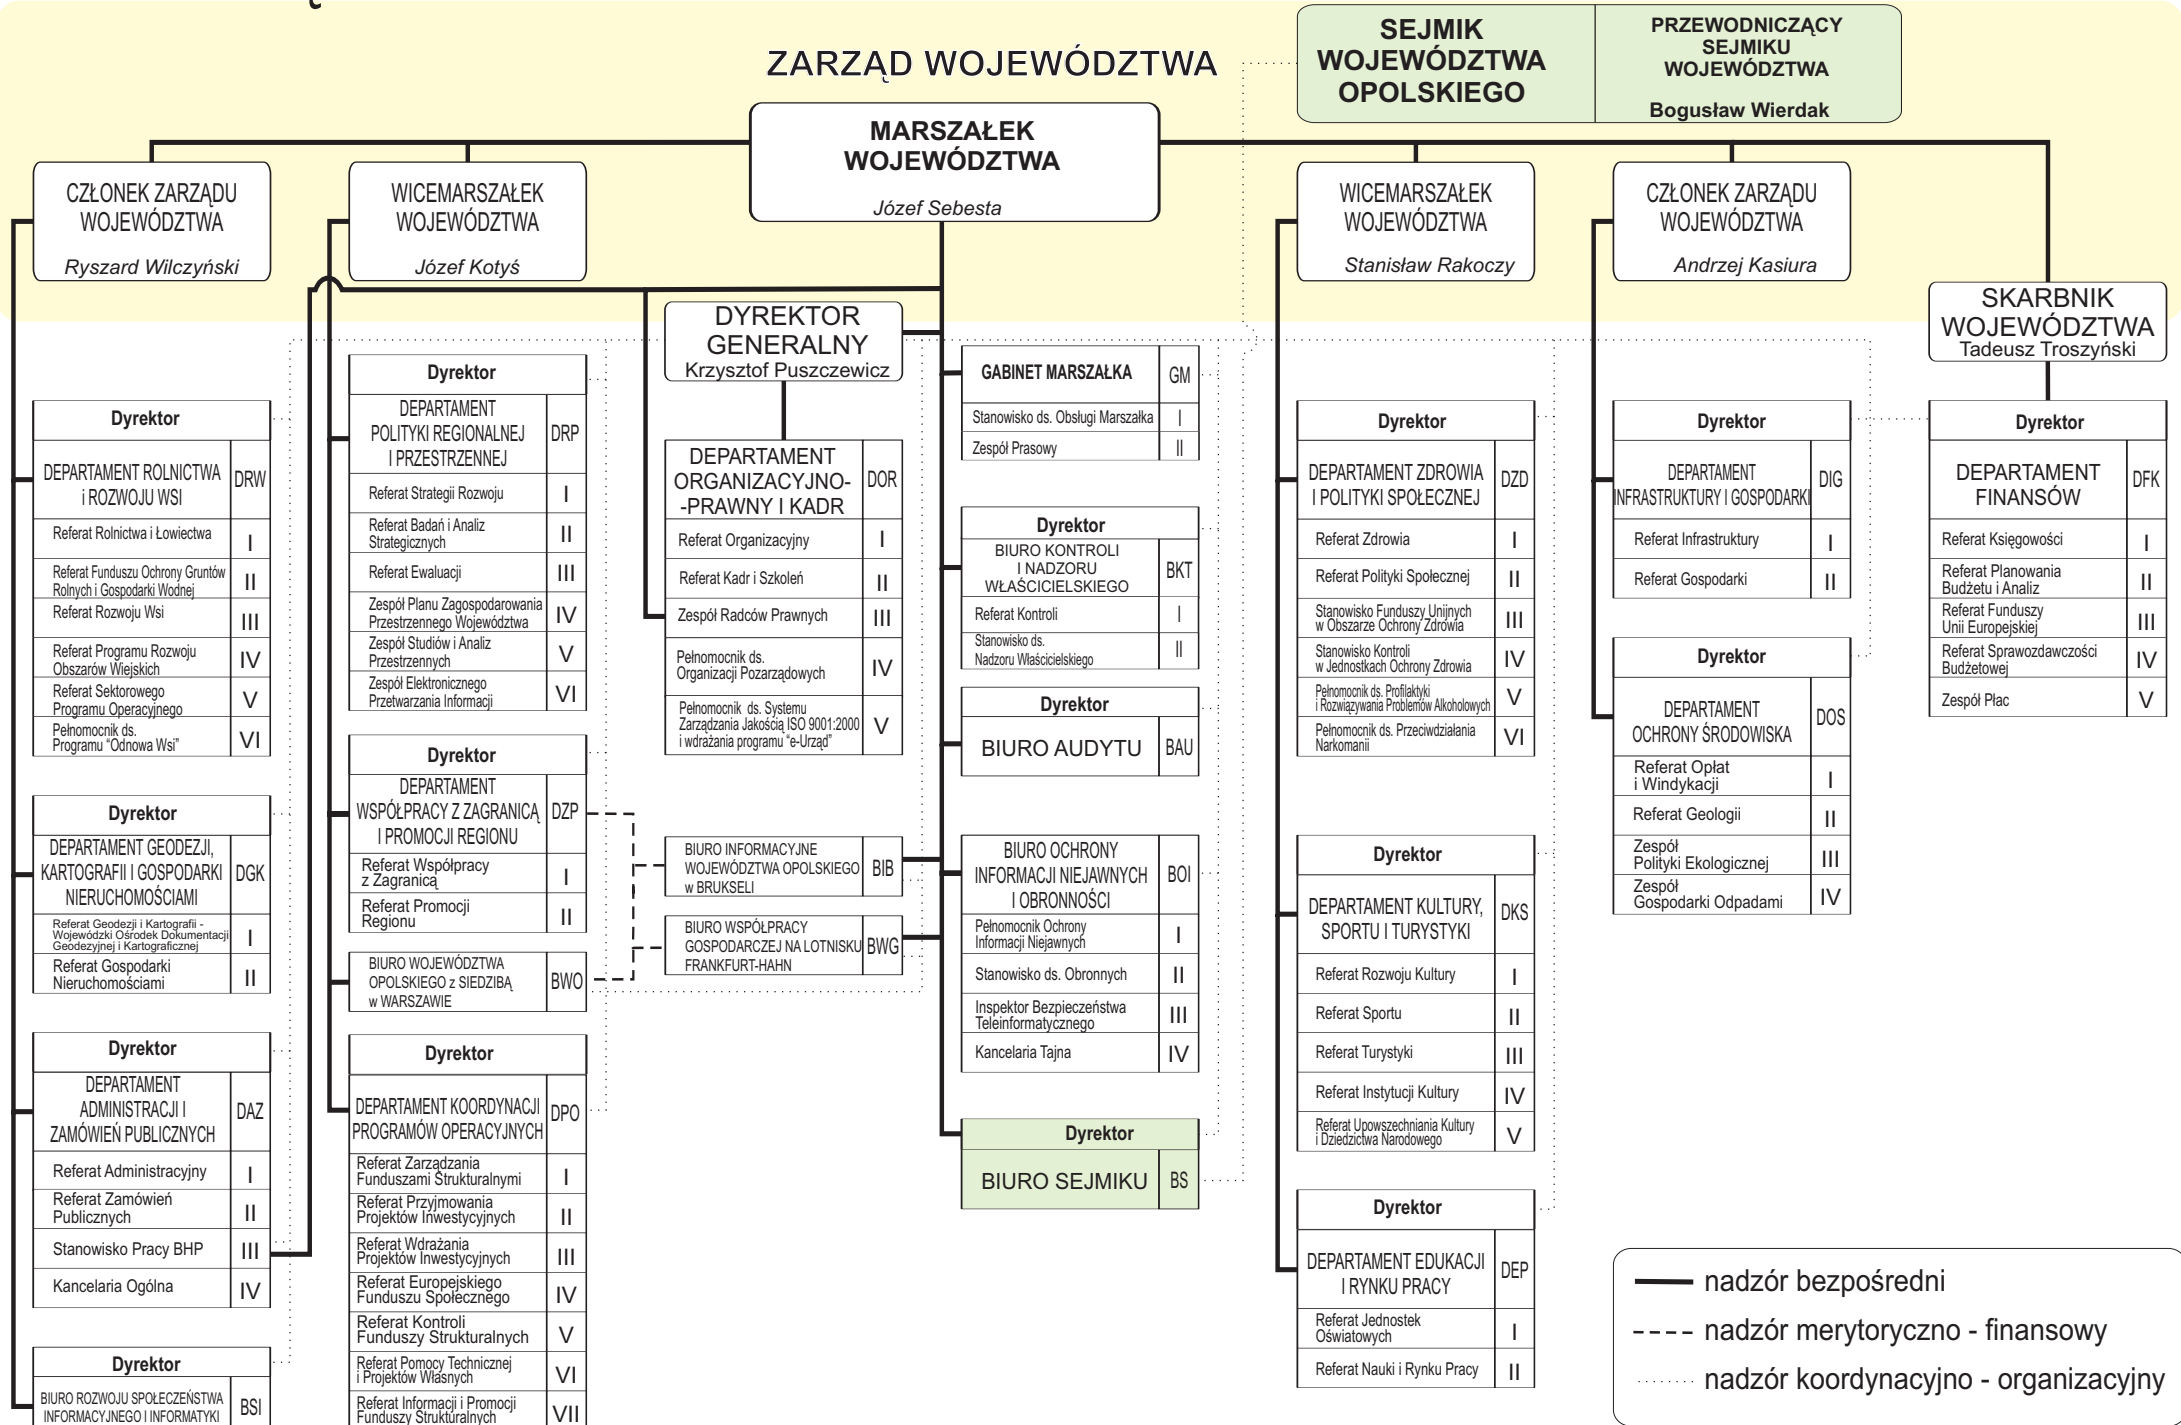 ZARZĄD WOJEWÓDZTWA
SEJMIK
WOJEWÓDZTWA
OPOLSKIEGO
PRZEWODNICZĄCY
SEJMIKU
WOJEWÓDZTWA
Bogusław Wierdak
MARSZAŁEK
WOJEWÓDZTWA
Józef Sebesta
CZŁONEK ZARZĄDU
WOJEWÓDZTWA
Ryszard Wilczyński
WICEMARSZAŁEK
WOJEWÓDZTWA
Józef Kotyś
WICEMARSZAŁEK
WOJEWÓDZTWA
Stanisław Rakoczy
CZŁONEK ZARZĄDU
WOJEWÓDZTWA
Andrzej Kasiura
SKARBNIK
WOJEWÓDZTWA
Tadeusz Troszyński
DYREKTOR
GENERALNY
Krzysztof Puszczewicz
Dyrektor
DEPARTAMENT ROLNICTWA
i ROZWOJU WSI
DRW
Referat Rolnictwa i Łowiectwa
I
Referat Funduszu Ochrony Gruntów
Rolnych i Gospodarki Wodnej
II
Referat Rozwoju Wsi
III
Referat Programu Rozwoju
Obszarów Wiejskich
IV
Referat Sektorowego
Programu Operacyjnego
V
Pełnomocnik ds.
Programu “Odnowa Wsi”
VI
Dyrektor
DEPARTAMENT GEODEZJI,
KARTOGRAFII I GOSPODARKI
NIERUCHOMOŚCIAMI
DGK
Referat Geodezji i Kartografii -
Wojewódzki Ośrodek Dokumentacji
Geodezyjnej i Kartograficznej
I
Referat Gospodarki
Nieruchomościami
II
Dyrektor
DEPARTAMENT
ADMINISTRACJI I
ZAMÓWIEŃ PUBLICZNYCH
DAZ
Referat Administracyjny
I
Referat Zamówień
Publicznych
II
Stanowisko Pracy BHP
III
Kancelaria Ogólna
IV
Dyrektor
BIURO ROZWOJU SPOŁECZEŃSTWA
INFORMACYJNEGO I INFORMATYKI
BSI
Dyrektor
DEPARTAMENT
POLITYKI REGIONALNEJ
I PRZESTRZENNEJ
DRP
Referat Strategii Rozwoju
I
Referat Badań i Analiz
Strategicznych
II
Referat Ewaluacji
III
Zespół Planu Zagospodarowania
Przestrzennego Województwa
IV
Zespół Studiów i Analiz
Przestrzennych
V
Zespół Elektronicznego
Przetwarzania Informacji
VI
Dyrektor
DEPARTAMENT
WSPÓŁPRACY Z ZAGRANICĄ
I PROMOCJI REGIONU
DZP
Referat Współpracy
z Zagranicą
I
Referat Promocji
Regionu
II
BIURO WOJEWÓDZTWA
OPOLSKIEGO z SIEDZIBĄ
w WARSZAWIE
BWO
Dyrektor
DEPARTAMENT KOORDYNACJI
PROGRAMÓW OPERACYJNYCH
DPO
Referat Zarządzania
Funduszami Strukturalnymi
I
Referat Przyjmowania
Projektów Inwestycyjnych
II
Referat Wdrażania
Projektów Inwestycyjnych
III
Referat Europejskiego
Funduszu Społecznego
IV
Referat Kontroli
Funduszy Strukturalnych
V
Referat Pomocy Technicznej
i Projektów Własnych
VI
Referat Informacji i Promocji
Funduszy Strukturalnych
VII
DEPARTAMENT
ORGANIZACYJNO-
-PRAWNY I KADR
DOR
Referat Organizacyjny
I
Referat Kadr i Szkoleń
II
Zespół Radców Prawnych
III
Pełnomocnik ds.
Organizacji Pozarządowych
IV
Pełnomocnik ds. Systemu
Zarządzania Jakością ISO 9001:2000
i wdrażania programu “e-Urząd”
V
BIURO INFORMACYJNE
WOJEWÓDZTWA OPOLSKIEGO
w BRUKSELI
BIB
BIURO WSPÓŁPRACY
GOSPODARCZEJ NA LOTNISKU
FRANKFURT-HAHN
BWG
GABINET MARSZAŁKA
GM
Stanowisko ds. Obsługi Marszałka
I
Zespół Prasowy
II
Dyrektor
BIURO KONTROLI
I NADZORU
WŁAŚCICIELSKIEGO
BKT
Referat Kontroli
I
Stanowisko ds.
Nadzoru Właścicielskiego
II
Dyrektor
BIURO AUDYTU
BAU
BIURO OCHRONY
INFORMACJI NIEJAWNYCH
I OBRONNOŚCI
BOI
Pełnomocnik Ochrony
Informacji Niejawnych
I
Stanowisko ds. Obronnych
II
Inspektor Bezpieczeństwa
Teleinformatycznego
III
Kancelaria Tajna
IV
Dyrektor
BIURO SEJMIKU
BS
Dyrektor
DEPARTAMENT ZDROWIA
I POLITYKI SPOŁECZNEJ
DZD
Referat Zdrowia
I
Referat Polityki Społecznej
II
Stanowisko Funduszy Unijnych
w Obszarze Ochrony Zdrowia
III
Stanowisko Kontroli
w Jednostkach Ochrony Zdrowia
IV
Pełnomocnik ds. Profilaktyki
i Rozwiązywania Problemów Alkoholowych
V
Pełnomocnik ds. Przeciwdziałania
Narkomanii
VI
Dyrektor
DEPARTAMENT KULTURY,
SPORTU I TURYSTYKI
DKS
Referat Rozwoju Kultury
I
Referat Sportu
II
Referat Turystyki
III
Referat Instytucji Kultury
IV
Referat Upowszechniania Kultury
i Dziedzictwa Narodowego
V
Dyrektor
DEPARTAMENT EDUKACJI
I RYNKU PRACY
DEP
Referat Jednostek
Oświatowych
I
Referat Nauki i Rynku Pracy
II
Dyrektor
DEPARTAMENT
INFRASTRUKTURY I GOSPODARKI
DIG
Referat Infrastruktury
I
Referat Gospodarki
II
Dyrektor
DEPARTAMENT
OCHRONY ŚRODOWISKA
DOS
Referat Opłat
i Windykacji
I
Referat Geologii
II
Zespół
Polityki Ekologicznej
III
Zespół
Gospodarki Odpadami
IV
Dyrektor
DEPARTAMENT
FINANSÓW
DFK
Referat Księgowości
I
Referat Planowania
Budżetu i Analiz
II
Referat Funduszy
Unii Europejskiej
III
Referat Sprawozdawczości
Budżetowej
IV
Zespół Płac
V
nadzór bezpośredni
nadzór merytoryczno - finansowy
nadzór koordynacyjno - organizacyjny